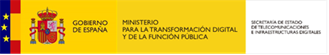 GOBIERNO
DE ESPAÑA
MINISTERIO
PARA LA TRANSFORMACIÓN DIGITAL
Y DE LA FUNCIÓN PÚBLICA
SECRETARÍA DE ESTADO
DE TELECOMUNICACIONES
E INFRAESTRUCTURAS DIGITALES